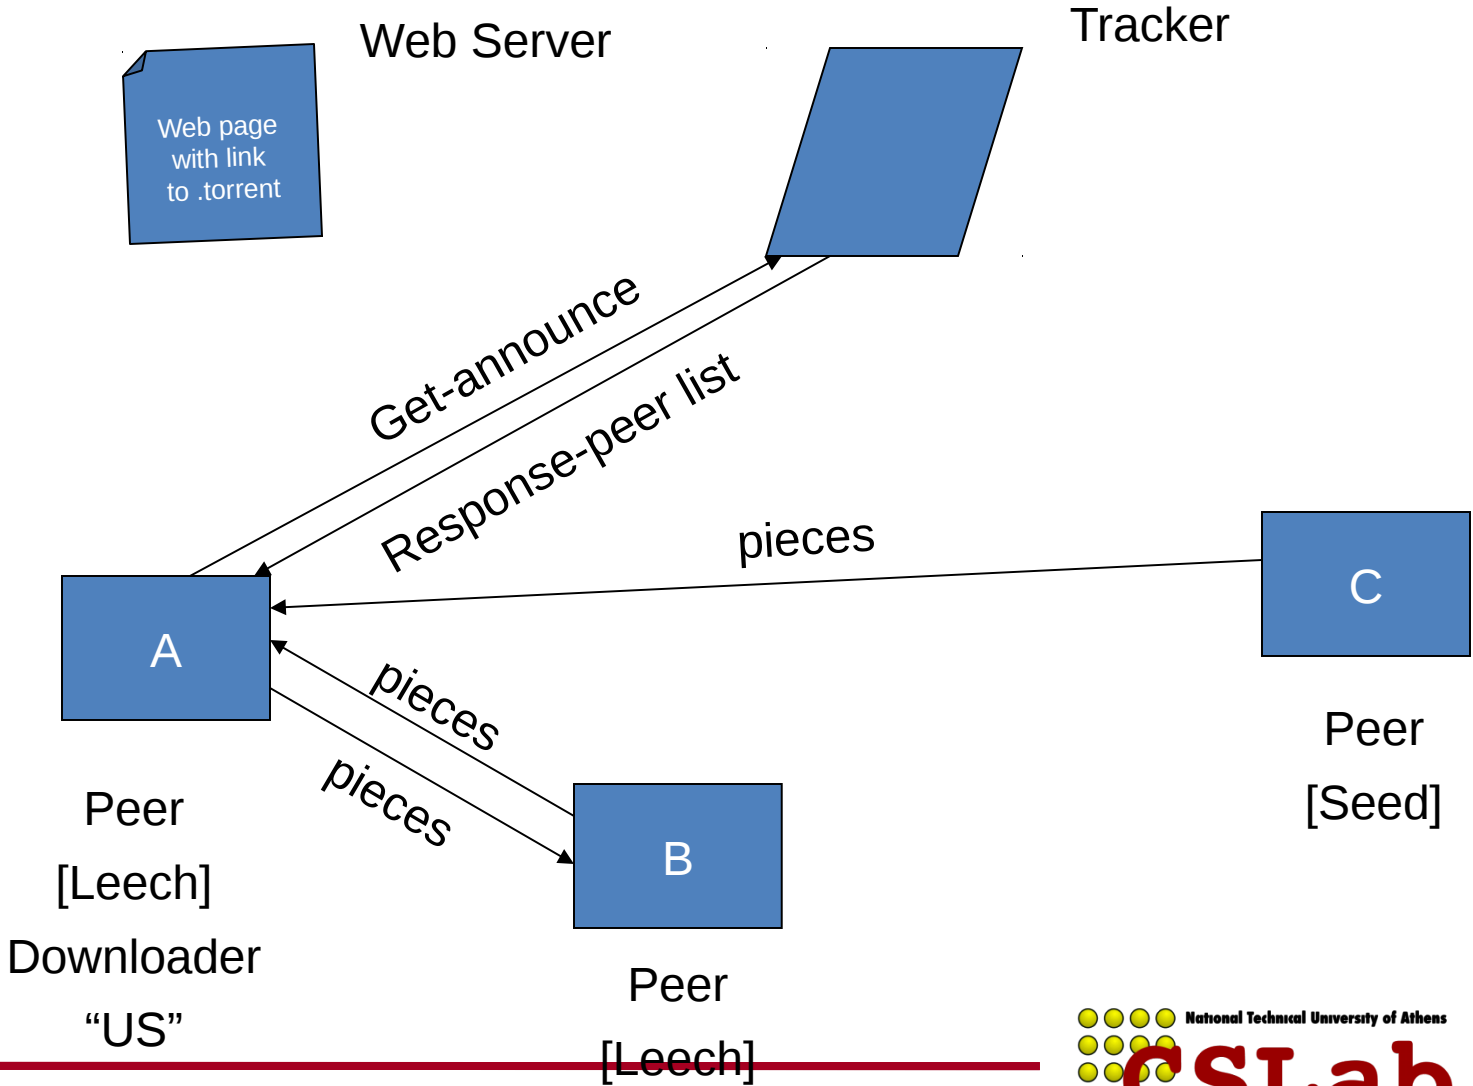 Web Server
Tracker
Web page
with link
to .torrent
Get-announce
Response-peer list
pieces
C
A
pieces
pieces
Peer
[Seed]
B
Peer
[Leech]
Downloader
“US”
Peer
[Leech]
National Technical University of Athens
CSLab